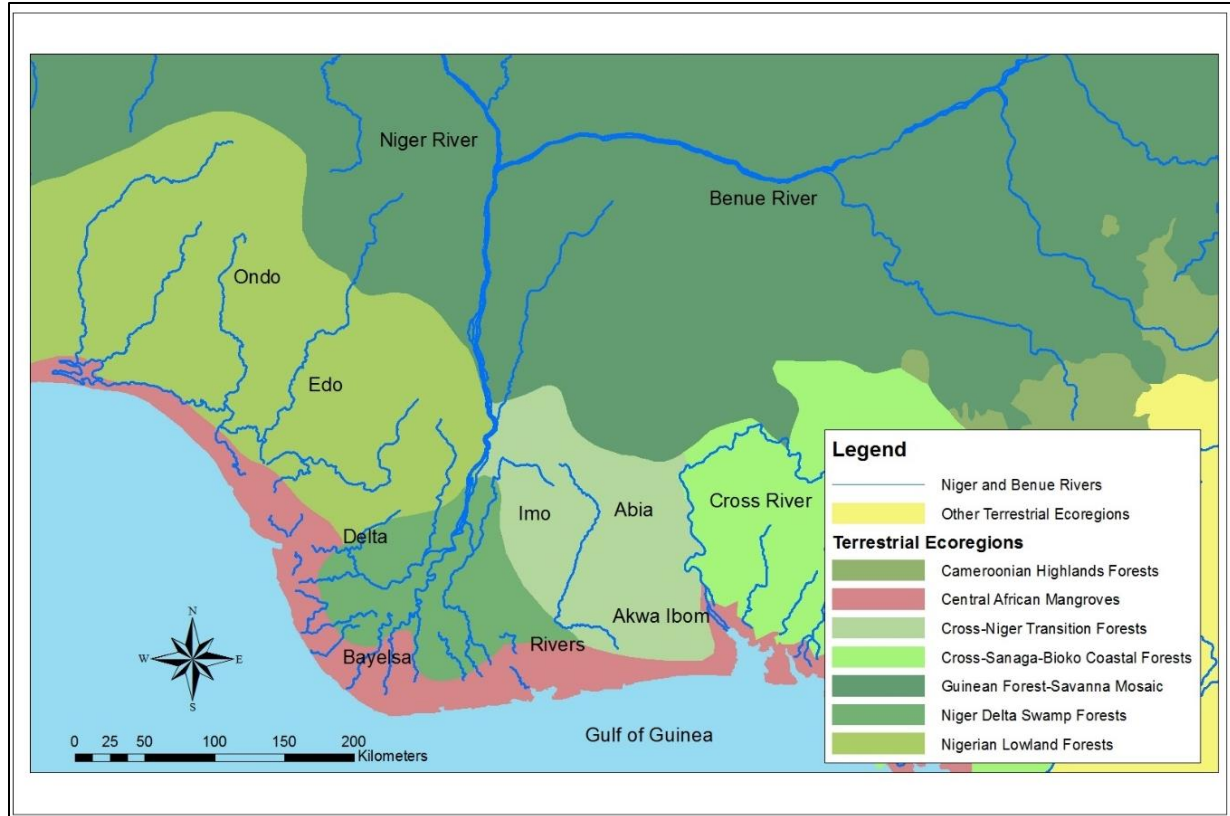 Niger River
Benue River
Ondo
Edo
Cross River
Imo
Abia
Delta
Akwa Ibom
Rivers
Bayelsa
Gulf of Guinea
N
W
E
S
0 25 50 100 150 200
Kilometers
Legend
Niger and Benue Rivers
Other Terrestrial Ecoregions
Terrestrial Ecoregions
Cameroonian Highlands Forests
Central African Mangroves
Cross-Niger Transition Forests
Cross-Sanaga-Bioko Coastal Forests
Guinean Forest-Savanna Mosaic
Niger Delta Swamp Forests
Nigerian Lowland Forests